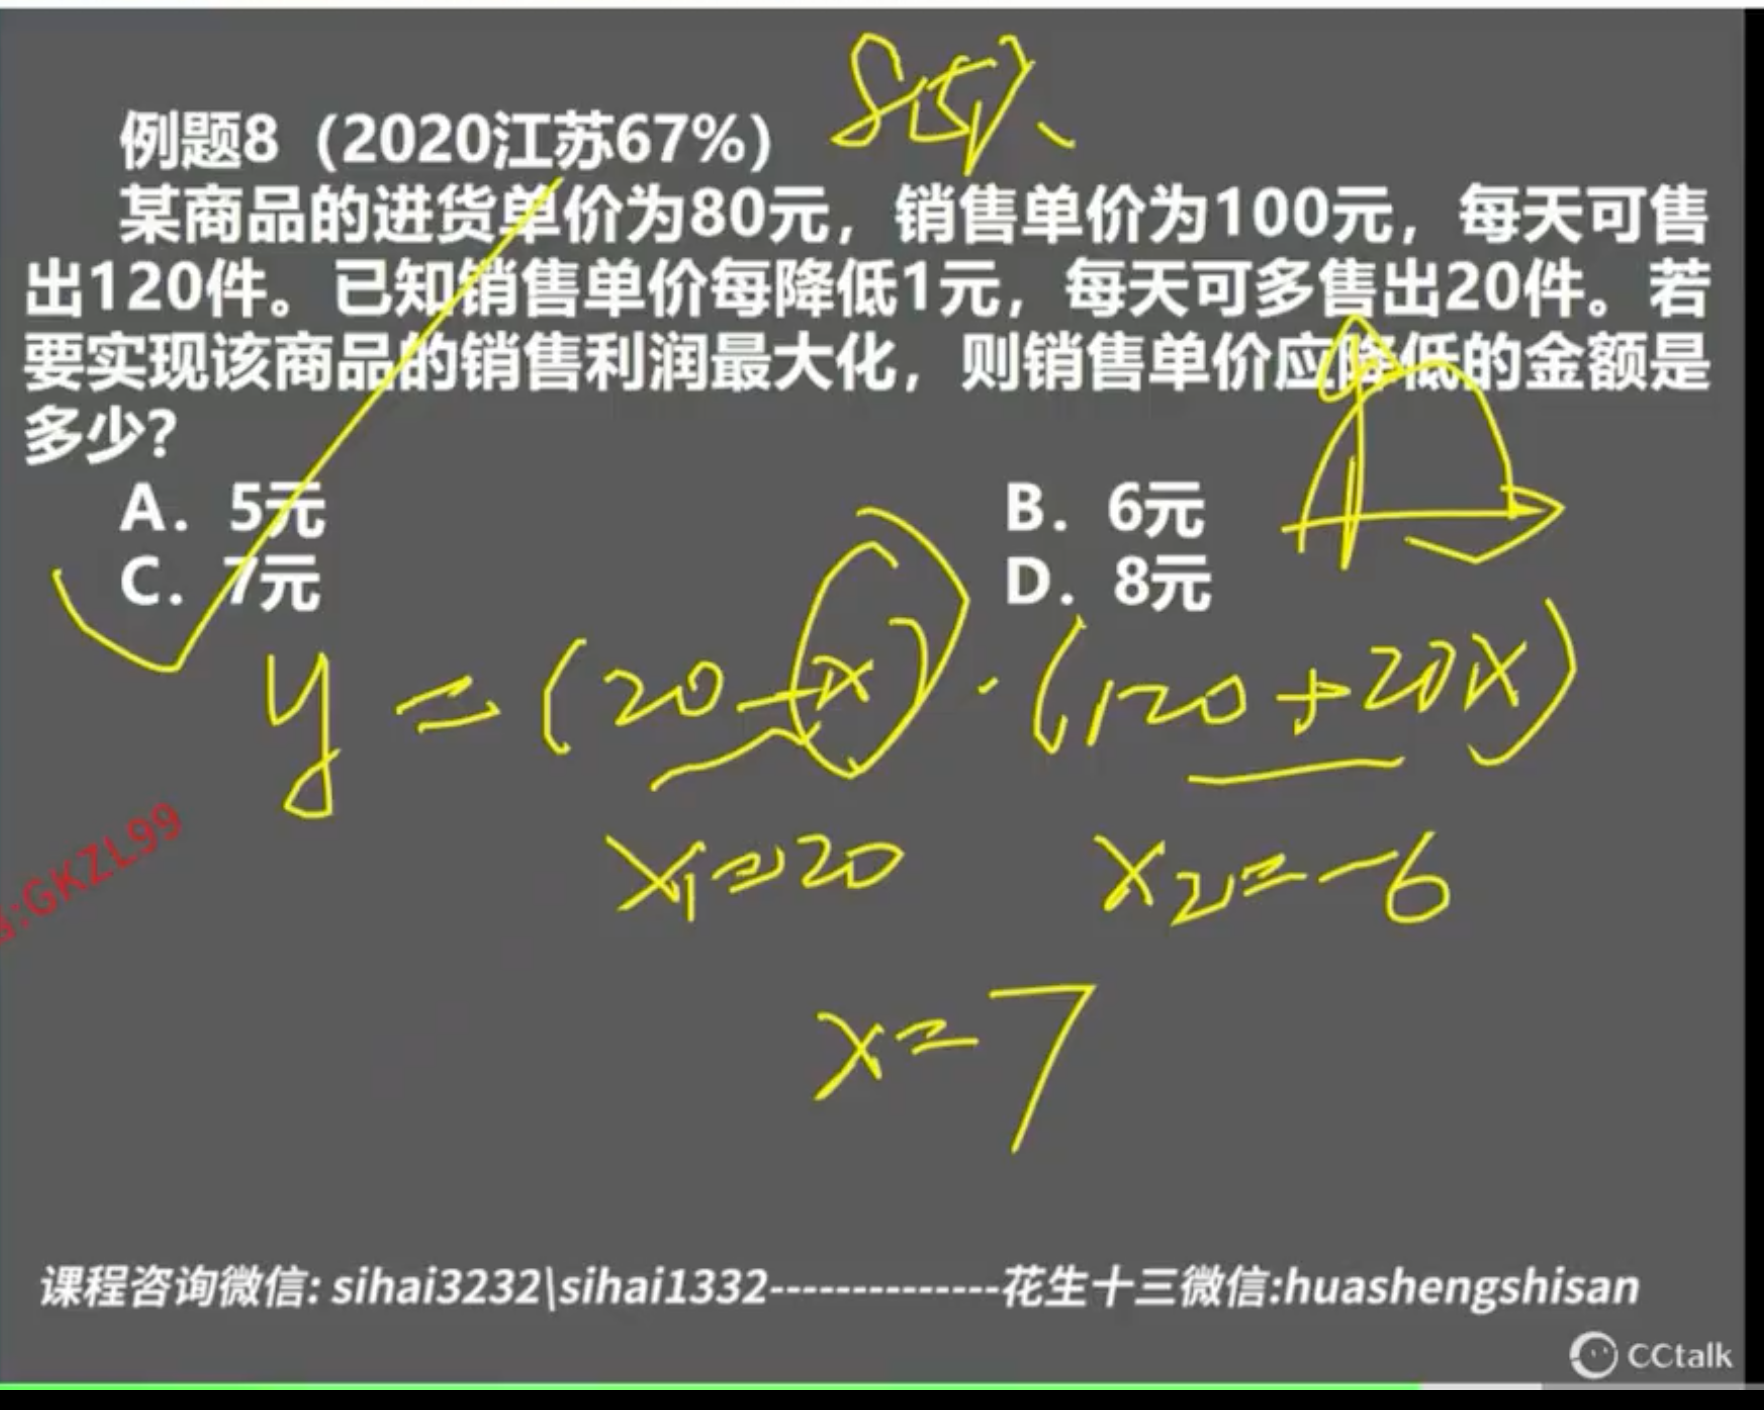 例题8（2020江苏67%）
某商品的进货单价为80元，销售单价为100元，每天可售
出120件。已知销售单价每降低1元，每天可多售出20件。若
要实现该商品的销售利润最大化，则销售单价应降低的金额是
多少？
A．5元 B．6元
C．7元 D．8元
y=(20-x)·(120+20x)
x₁=20 x₂=-6
x=7
:GKZL99
课程咨询微信: sihai3232\sihai1332--------------花生十三微信:huashengshisan
CCtalk